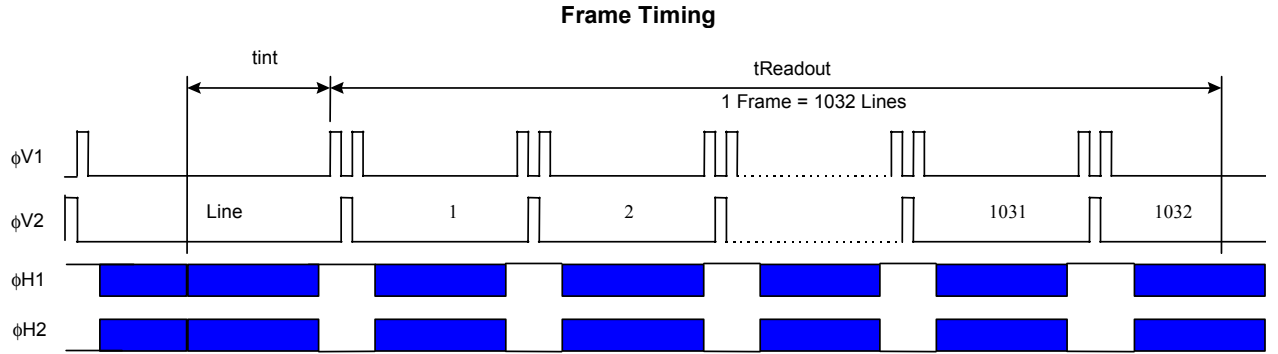 Frame Timing
tint
tReadout
1 Frame = 1032 Lines
ϕV1
ϕV2
Line
1
2
1031
1032
ϕH1
ϕH2